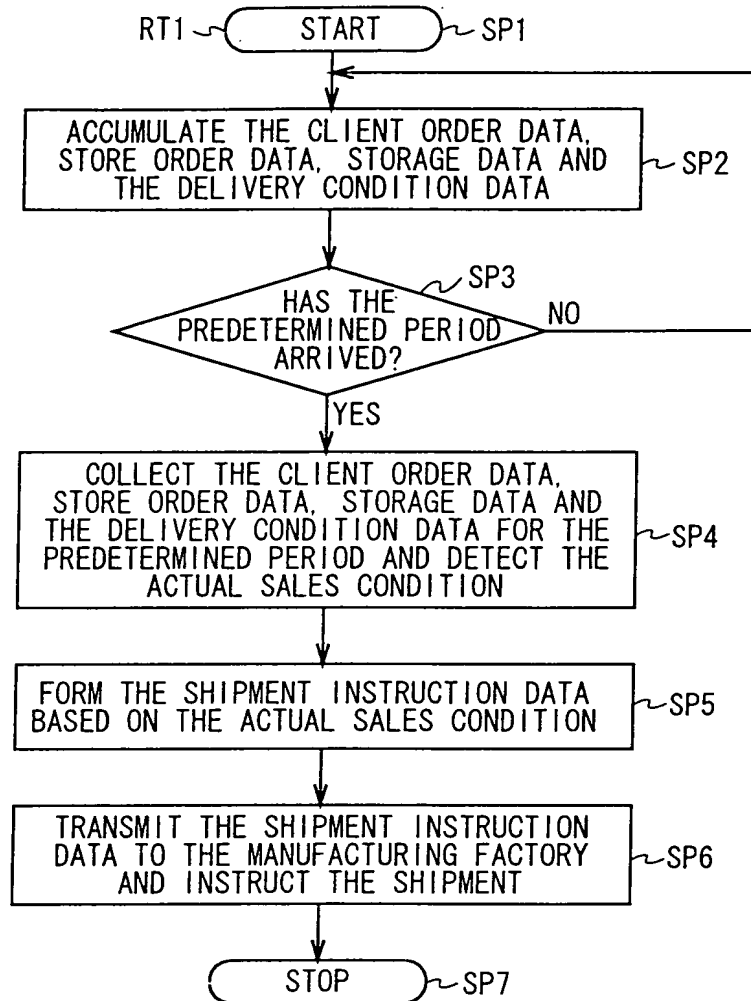 RT1 START SP1
ACCUMULATE THE CLIENT ORDER DATA,
STORE ORDER DATA, STORAGE DATA AND
THE DELIVERY CONDITION DATA
SP2
SP3
HAS THE
PREDETERMINED PERIOD
ARRIVED?
NO
YES
COLLECT THE CLIENT ORDER DATA,
STORE ORDER DATA, STORAGE DATA AND
THE DELIVERY CONDITION DATA FOR THE
PREDETERMINED PERIOD AND DETECT THE
ACTUAL SALES CONDITION
SP4
FORM THE SHIPMENT INSTRUCTION DATA
BASED ON THE ACTUAL SALES CONDITION
SP5
TRANSMIT THE SHIPMENT INSTRUCTION
DATA TO THE MANUFACTURING FACTORY
AND INSTRUCT THE SHIPMENT
SP6
STOP SP7